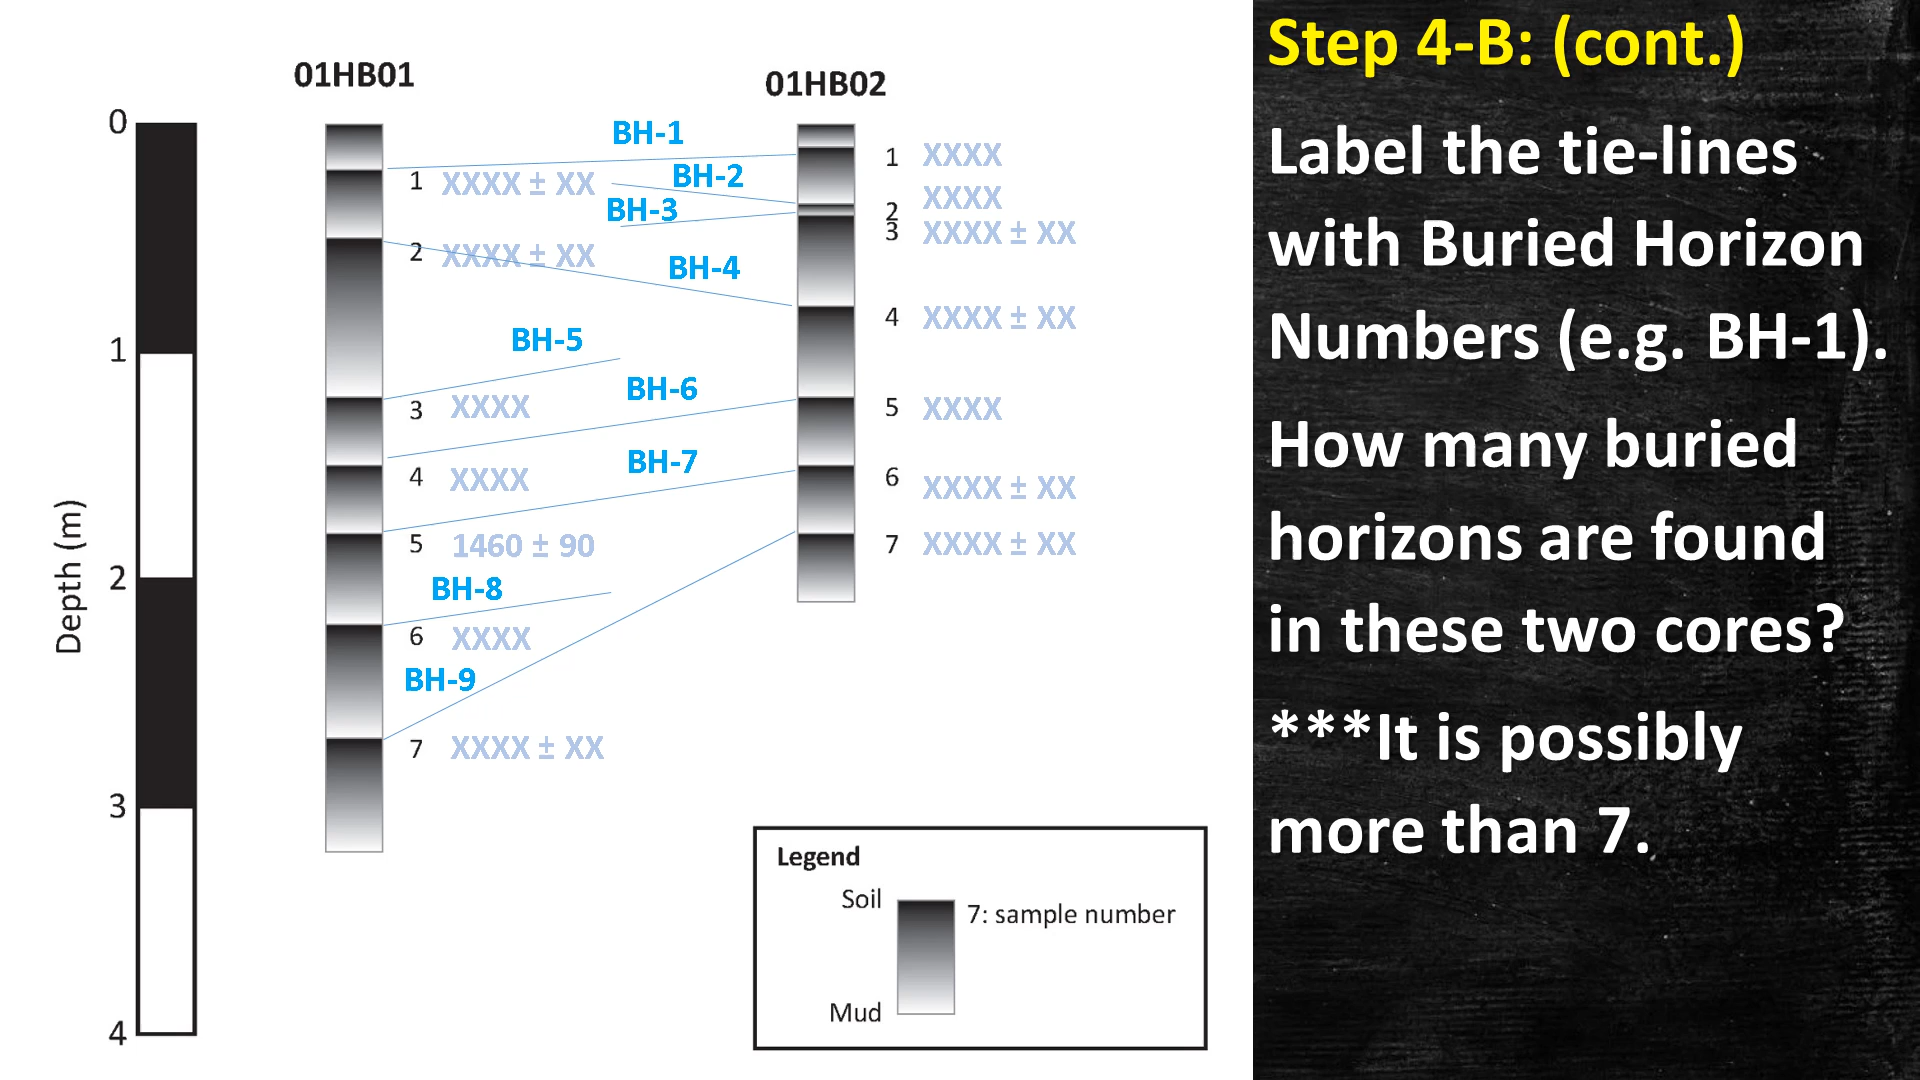 01HB01
01HB02
0
1
2
3
4
Depth (m)
BH-1
BH-2
BH-3
BH-4
BH-5
BH-6
BH-7
BH-8
BH-9
1 XXXX ± XX
2 XXXX ± XX
3 XXXX
4 XXXX
5 1460 ± 90
6 XXXX
7 XXXX ± XX
1 XXXX
2 XXXX
3 XXXX ± XX
4 XXXX ± XX
5 XXXX
6 XXXX ± XX
7 XXXX ± XX
Legend
Soil
7: sample number
Mud
Step 4-B: (cont.)
Label the tie-lines
with Buried Horizon
Numbers (e.g. BH-1).
How many buried
horizons are found
in these two cores?
***It is possibly
more than 7.